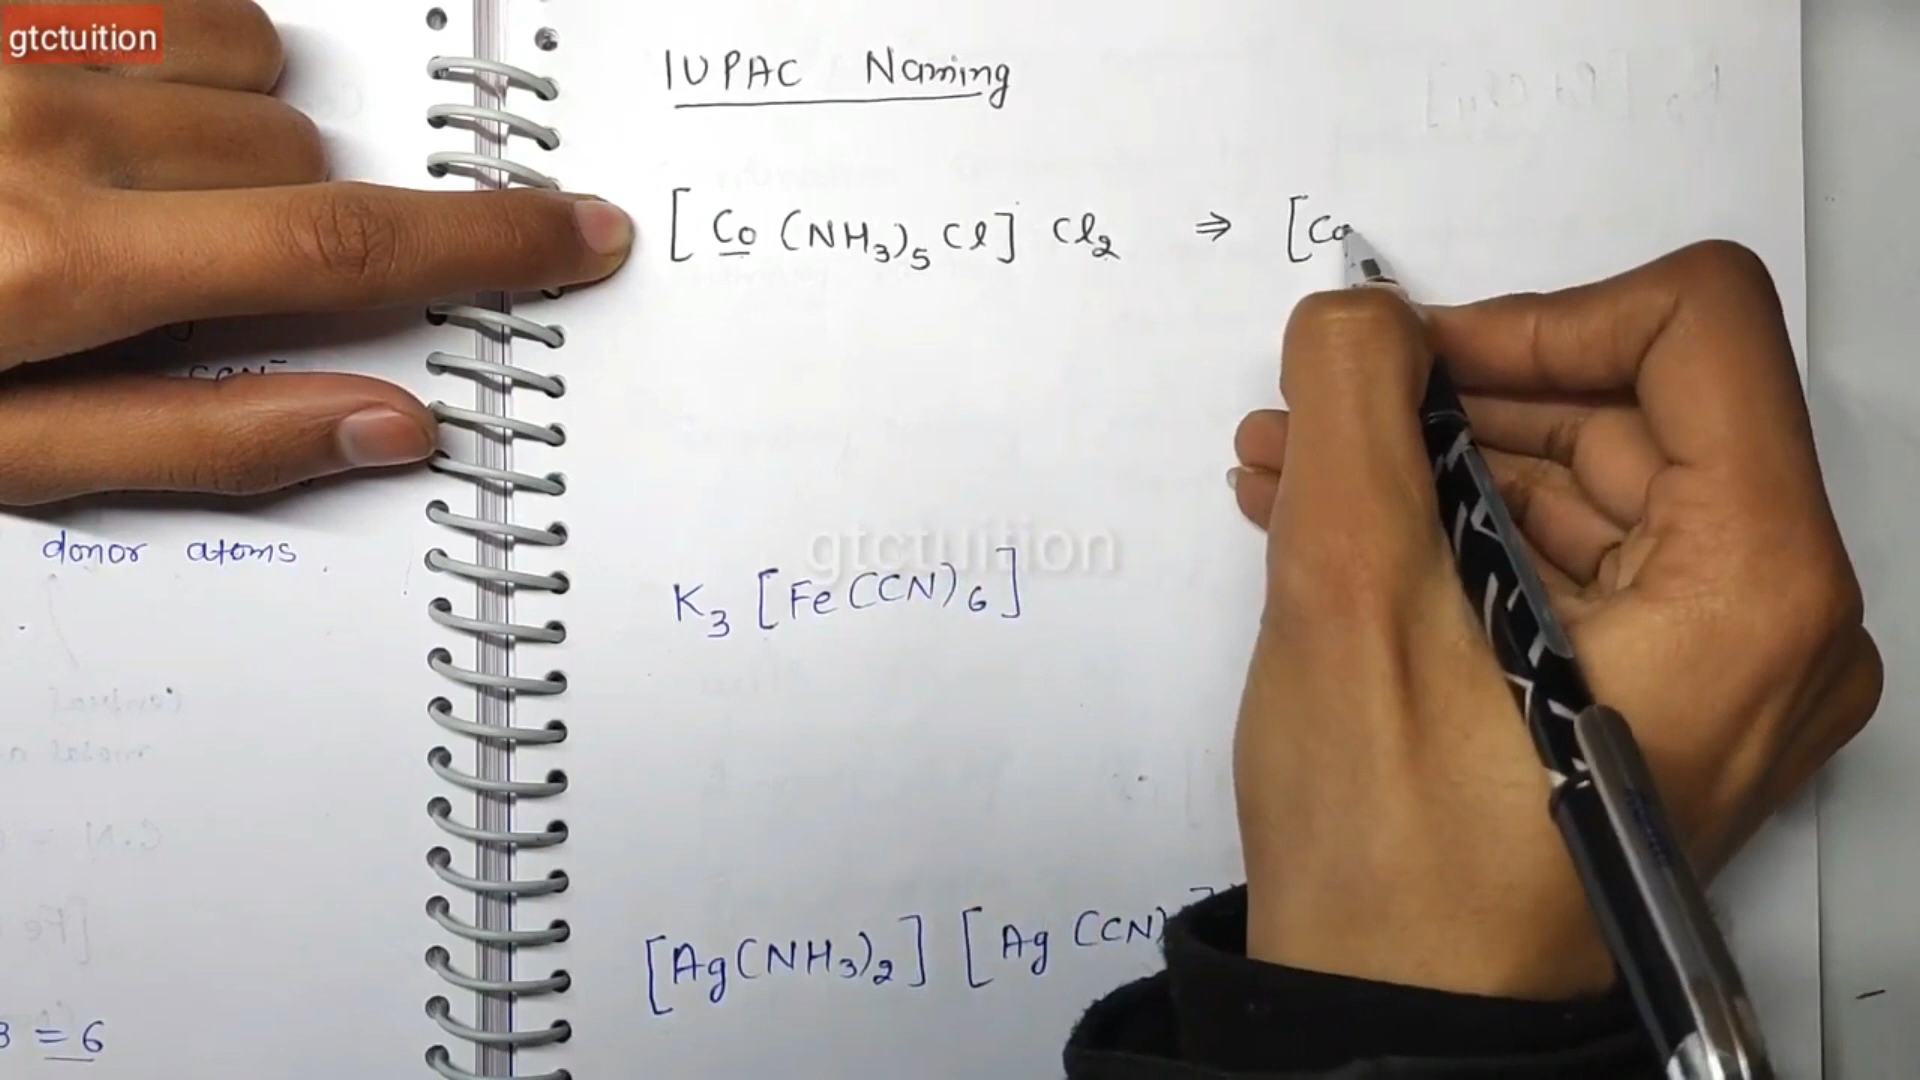 gtctuition
IUPAC Naming
[Co(NH3)5Cl] Cl2 ⇒ [Co
donor atoms.
gtctuition
K3 [Fe(CN)6]
[Ag(NH3)2] [Ag (CN)
= 6